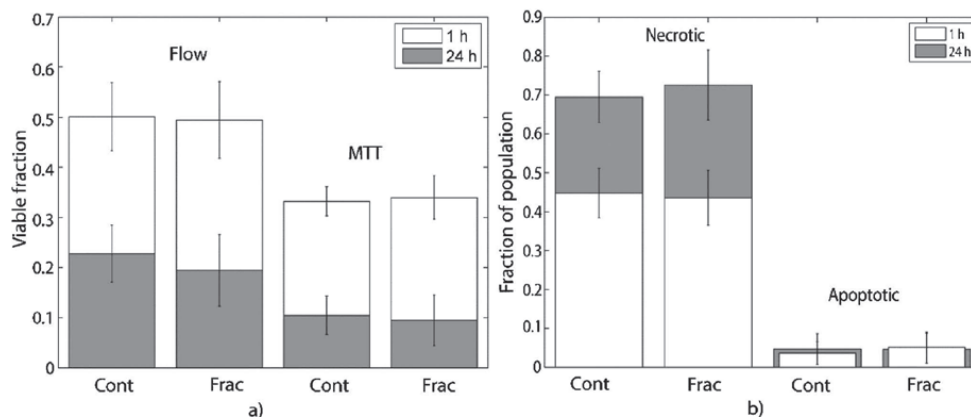 0.7
0.6
0.5
0.4
0.3
0.2
0.1
0
Viable fraction
Flow
MTT
1 h
24 h
Cont
Frac
Cont
Frac
a)
0.9
0.8
0.7
0.6
0.5
0.4
0.3
0.2
0.1
0
Fraction of population
Necrotic
Apoptotic
1 h
24 h
Cont
Frac
Cont
Frac
b)